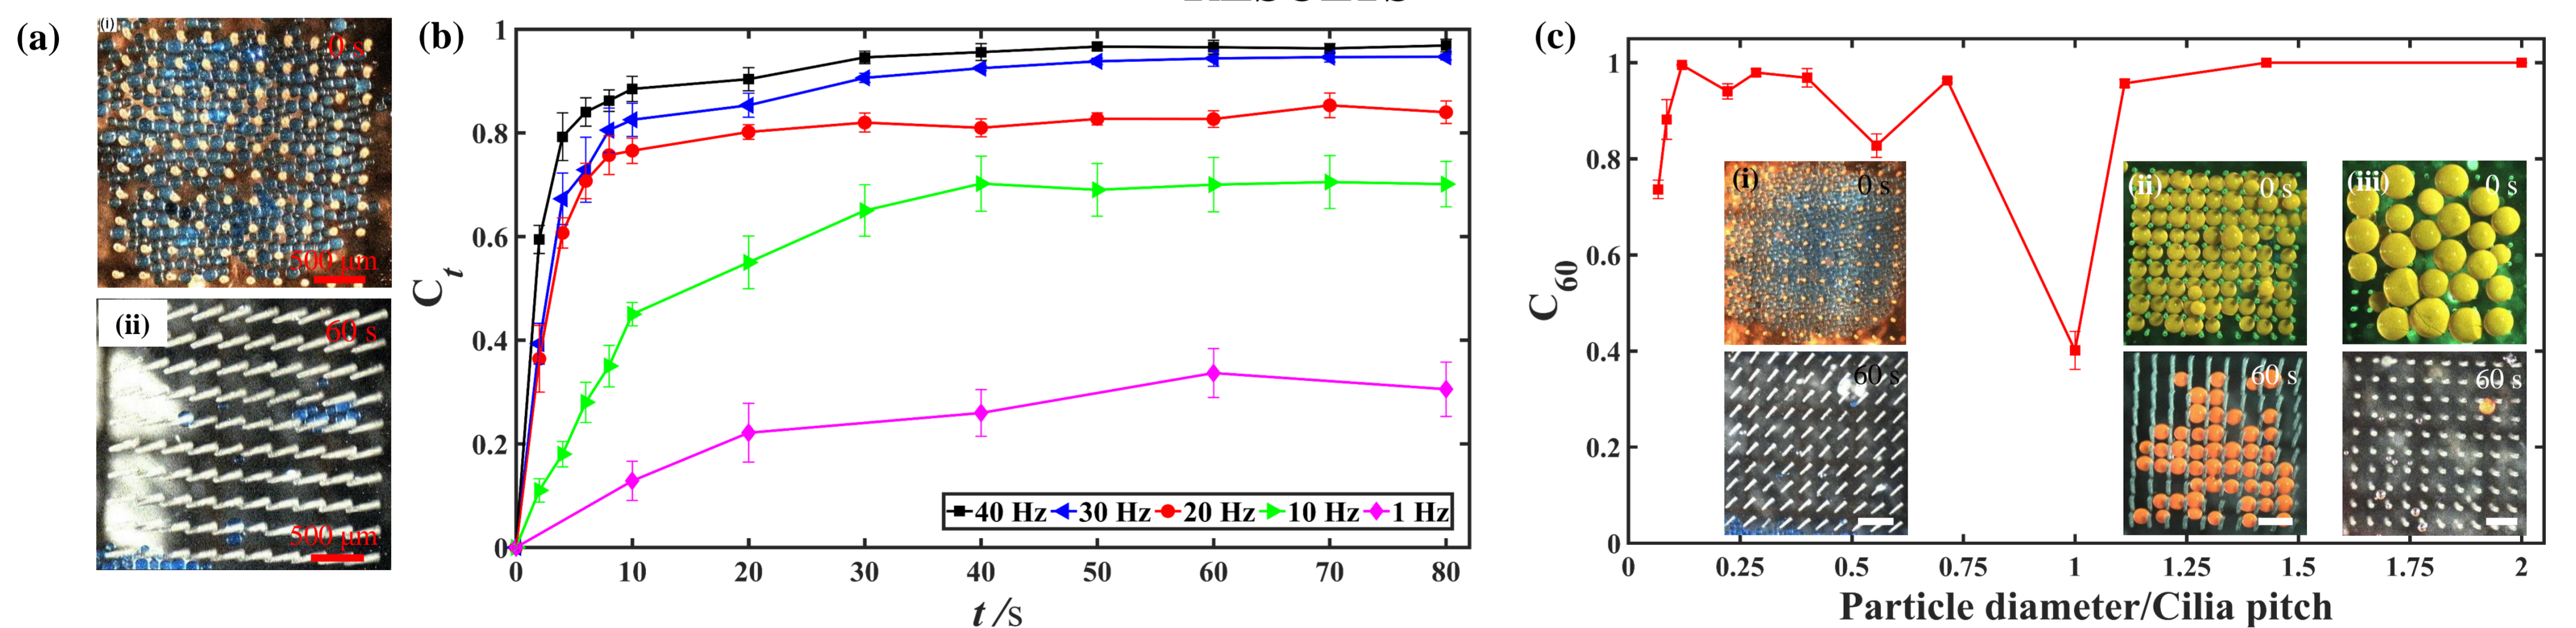 (a)
(i)
0 s
500 μm
(ii)
60 s
500 μm
(b)
1
0.8
0.6
0.4
0.2
0
C t
0 10 20 30 40 50 60 70 80
t /s
40 Hz 30 Hz 20 Hz 10 Hz 1 Hz
(c)
1
0.8
0.6
0.4
0.2
0
C 60
(i) 0 s
60 s
(ii) 0 s
60 s
(iii) 0 s
60 s
0 0.25 0.5 0.75 1 1.25 1.5 1.75 2
Particle diameter/Cilia pitch